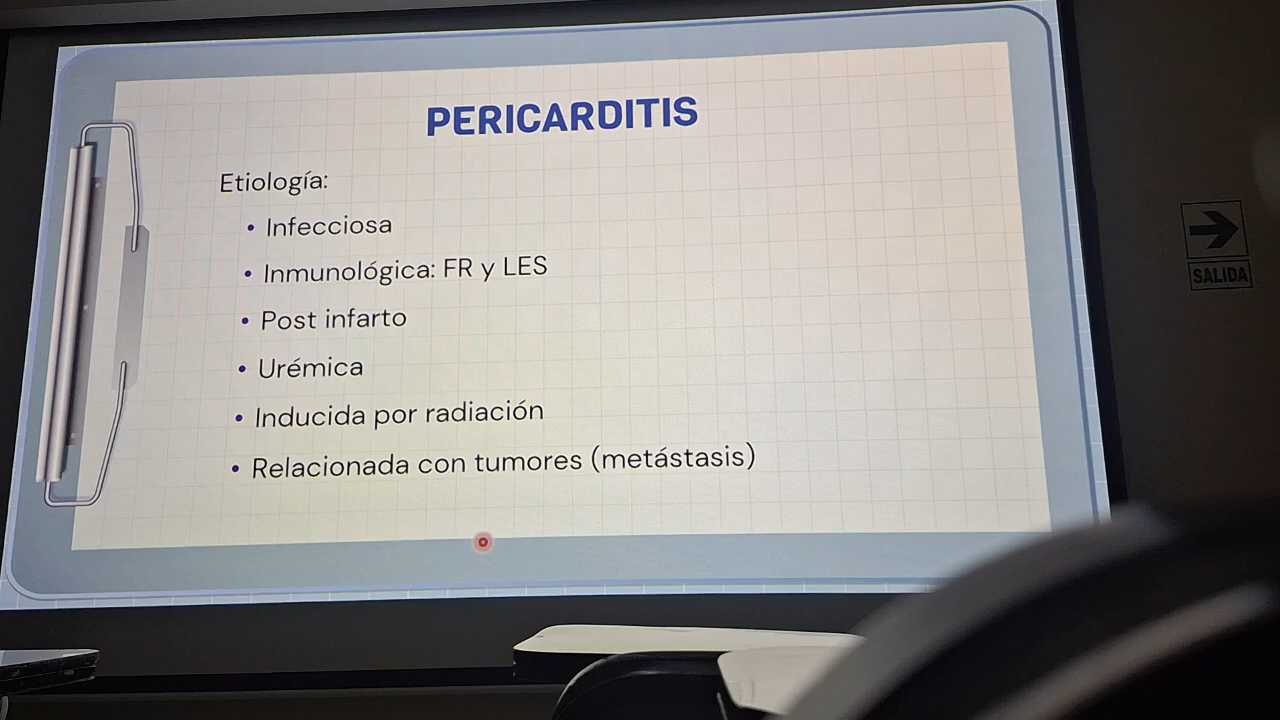 PERICARDITIS
Etiología:
• Infecciosa
• Inmunológica: FR y LES
• Post infarto
• Urémica
• Inducida por radiación
• Relacionada con tumores (metástasis)
SALIDA